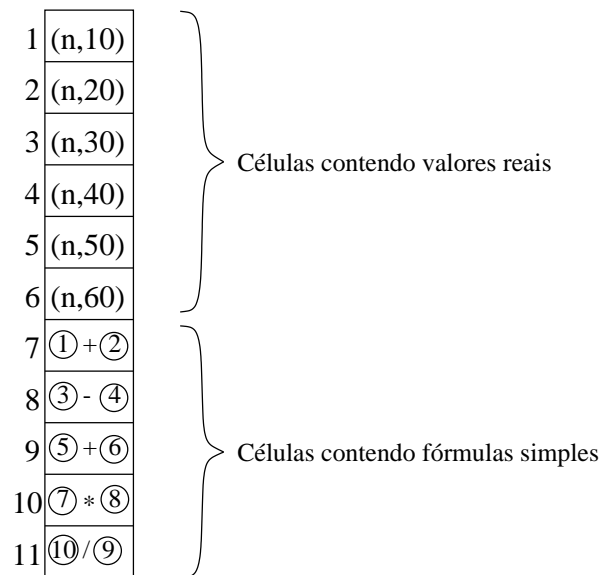 1 (n,10)
2 (n,20)
3 (n,30)
Células contendo valores reais
4 (n,40)
5 (n,50)
6 (n,60)
7 ①+②
8 ③ - ④
9 ⑤+⑥
Células contendo fórmulas simples
10 ⑦ * ⑧
11 ⑩/⑨